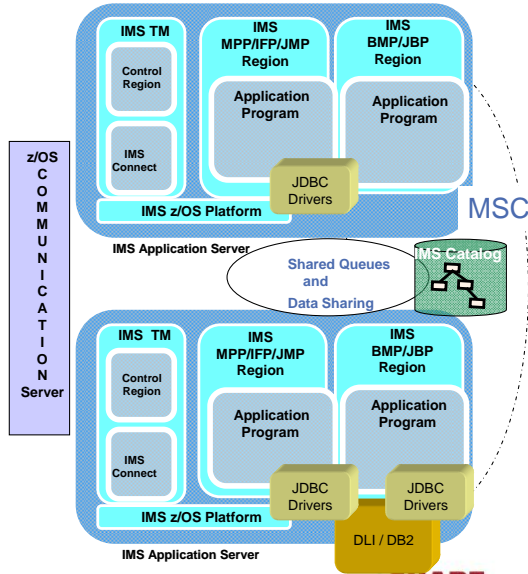 IMS TM
Control
Region
IMS
Connect
IMS
MPP/IFP/JMP
Region
Application
Program
IMS
BMP/JBP
Region
Application
Program
JDBC
Drivers
IMS z/OS Platform
IMS Application Server
z/OS
C
O
M
M
U
N
I
C
A
T
I
O
N
Server
MSC
Shared Queues
and
Data Sharing
IMS Catalog
IMS TM
Control
Region
IMS
Connect
IMS
MPP/IFP/JMP
Region
Application
Program
IMS
BMP/JBP
Region
Application
Program
JDBC
Drivers
JDBC
Drivers
IMS z/OS Platform
DLI / DB2
IMS Application Server